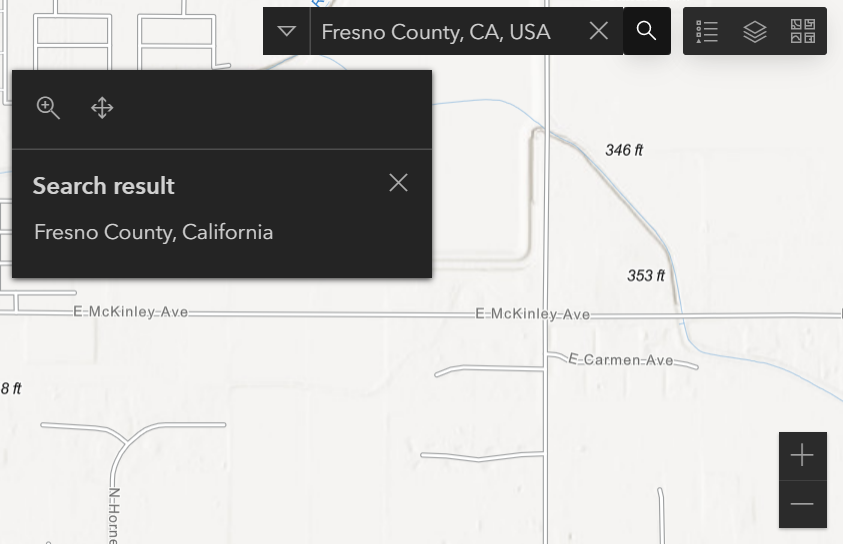 Fresno County, CA, USA
Search result
Fresno County, California
346 ft
353 ft
E McKinley Ave
E McKinley Ave
E Carmen Ave
8 ft
N Horne